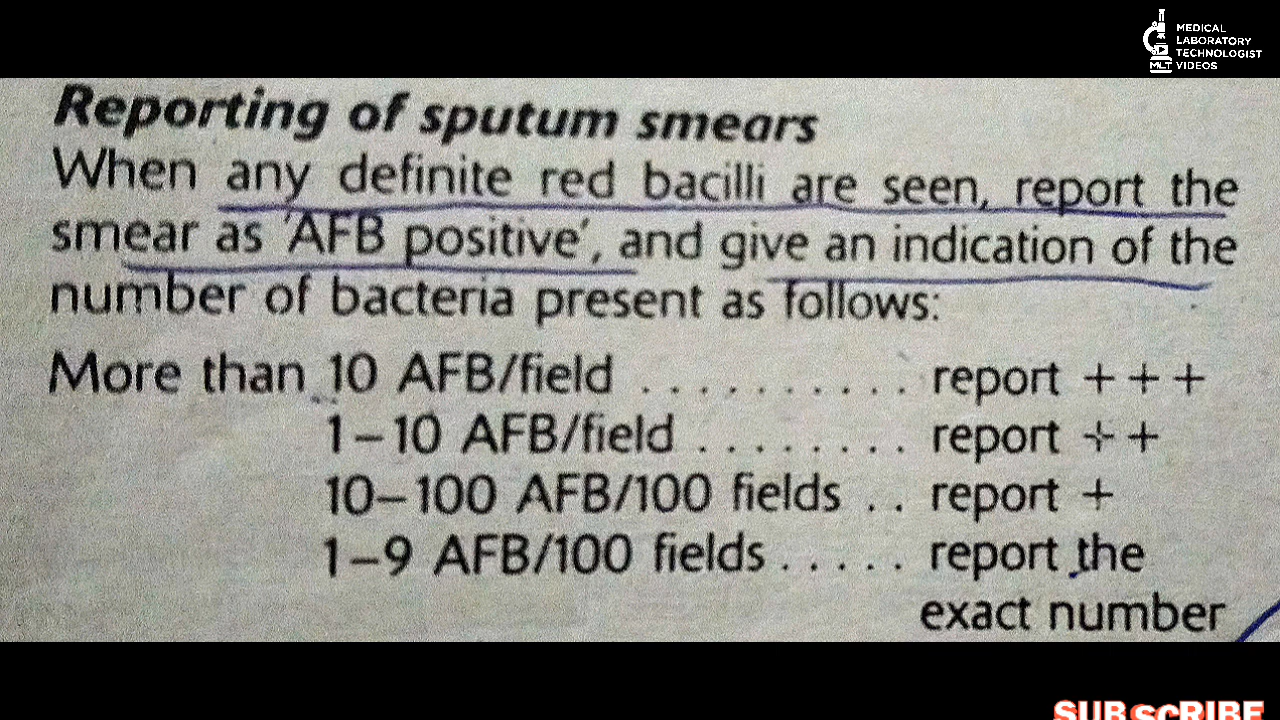 MEDICAL
LABORATORY
TECHNOLOGIST
MLT VIDEOS
Reporting of sputum smears
When any definite red bacilli are seen, report the
smear as 'AFB positive', and give an indication of the
number of bacteria present as follows:
More than 10 AFB/field .......... report + + +
1–10 AFB/field ......... report + +
10–100 AFB/100 fields .. report +
1–9 AFB/100 fields ..... report the
exact number
SUBSCRIBE